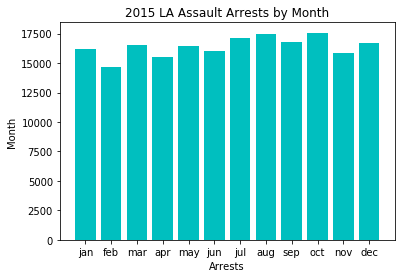 2015 LA Assault Arrests by Month
Month
17500
15000
12500
10000
7500
5000
2500
0
jan feb mar apr may jun jul aug sep oct nov dec
Arrests